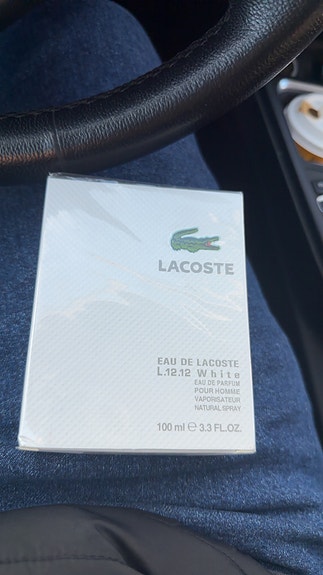 LACOSTE
EAU DE LACOSTE
L.12.12 White
EAU DE PARFUM
POUR HOMME
VAPORISATEUR
NATURAL SPRAY
100 ml ℮ 3.3 FL.OZ.